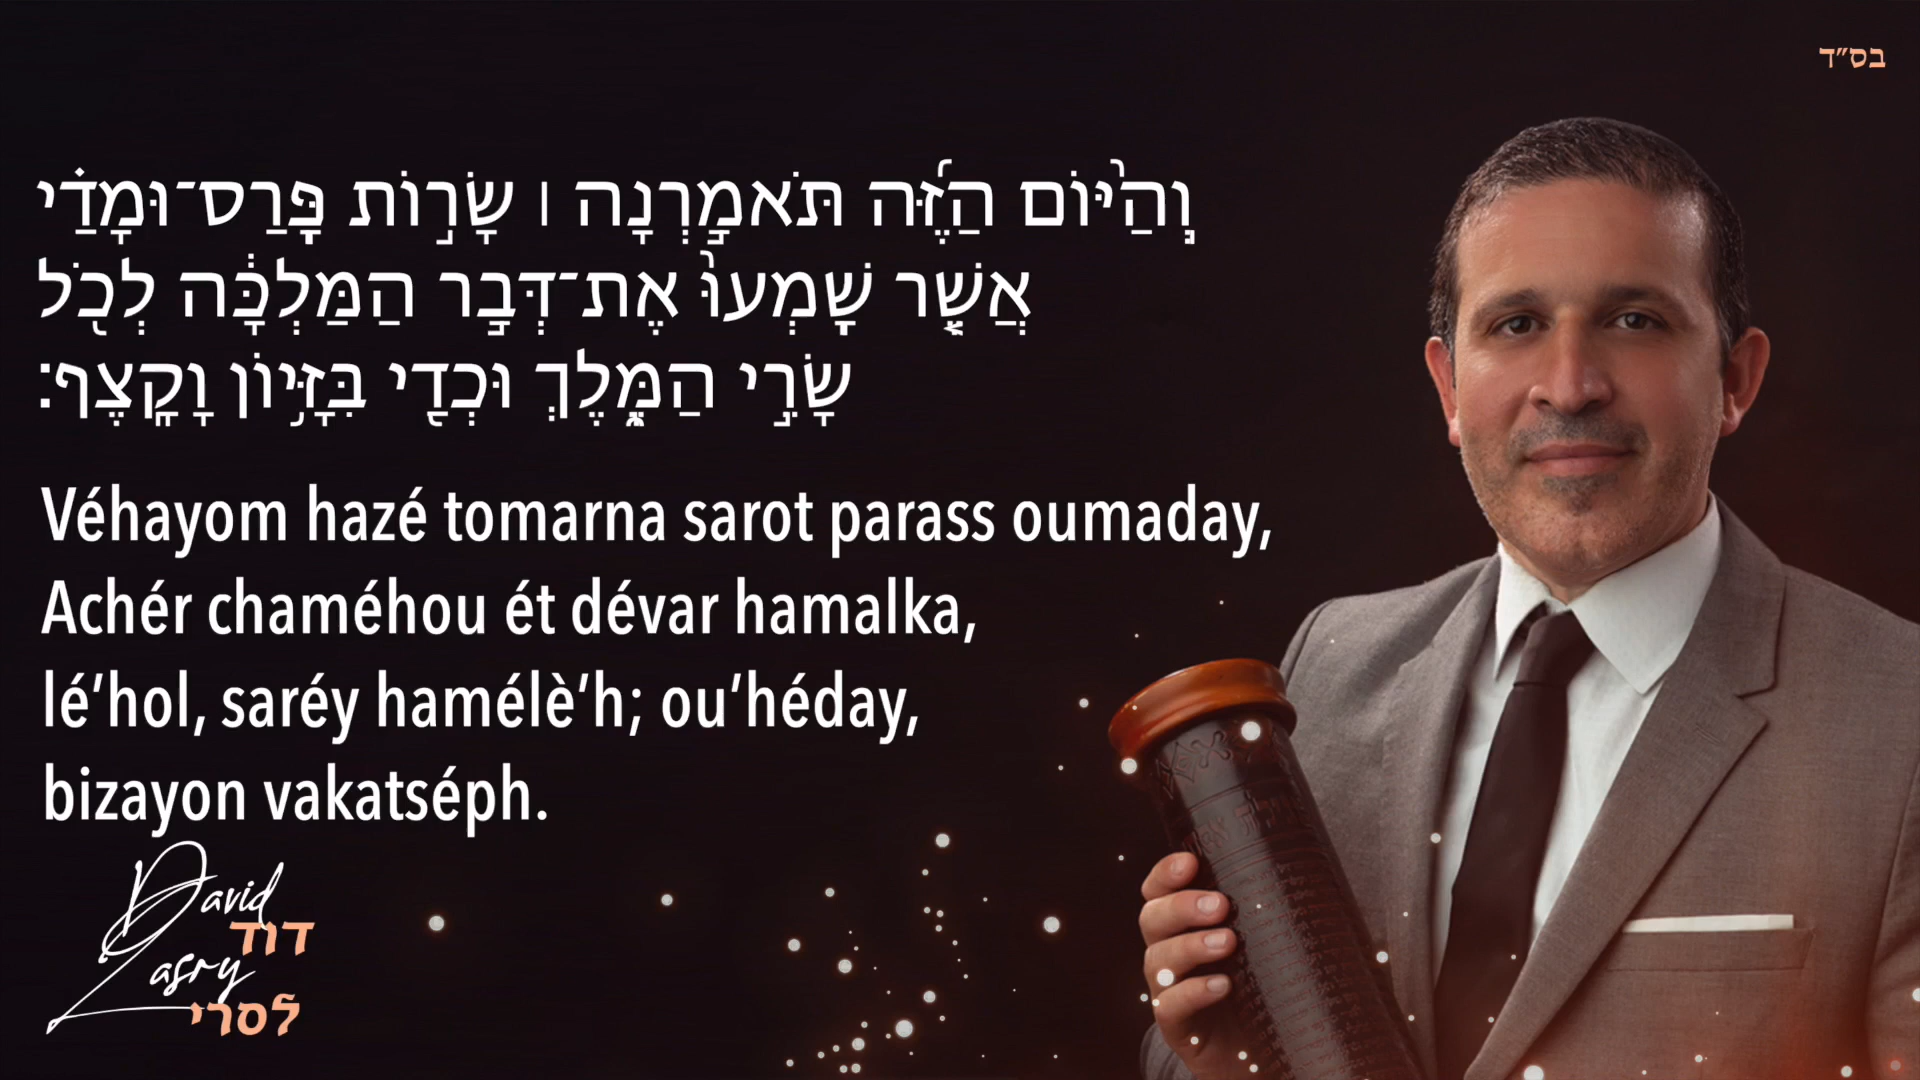 בס״ד
וְֽהַיּ֨וֹם הַזֶּ֜ה תֹּאמַ֣רְנָה ׀ שָׂר֣וֹת פָּֽרַס־וּמָדַ֗י
אֲשֶׁ֤ר שָֽׁמְעוּ֙ אֶת־דְּבַ֣ר הַמַּלְכָּ֔ה לְכֹ֖ל
שָׂרֵ֣י הַמֶּ֑לֶךְ וּכְדַ֖י בִּזָּי֥וֹן וָקָֽצֶף׃
Véhayom hazé tomarna sarot parass oumaday,
Achér chaméhou ét dévar hamalka,
lé’hol, saréy hamélè’h; ou’héday,
bizayon vakatséph.
David
דוד
Lasry
לסרי